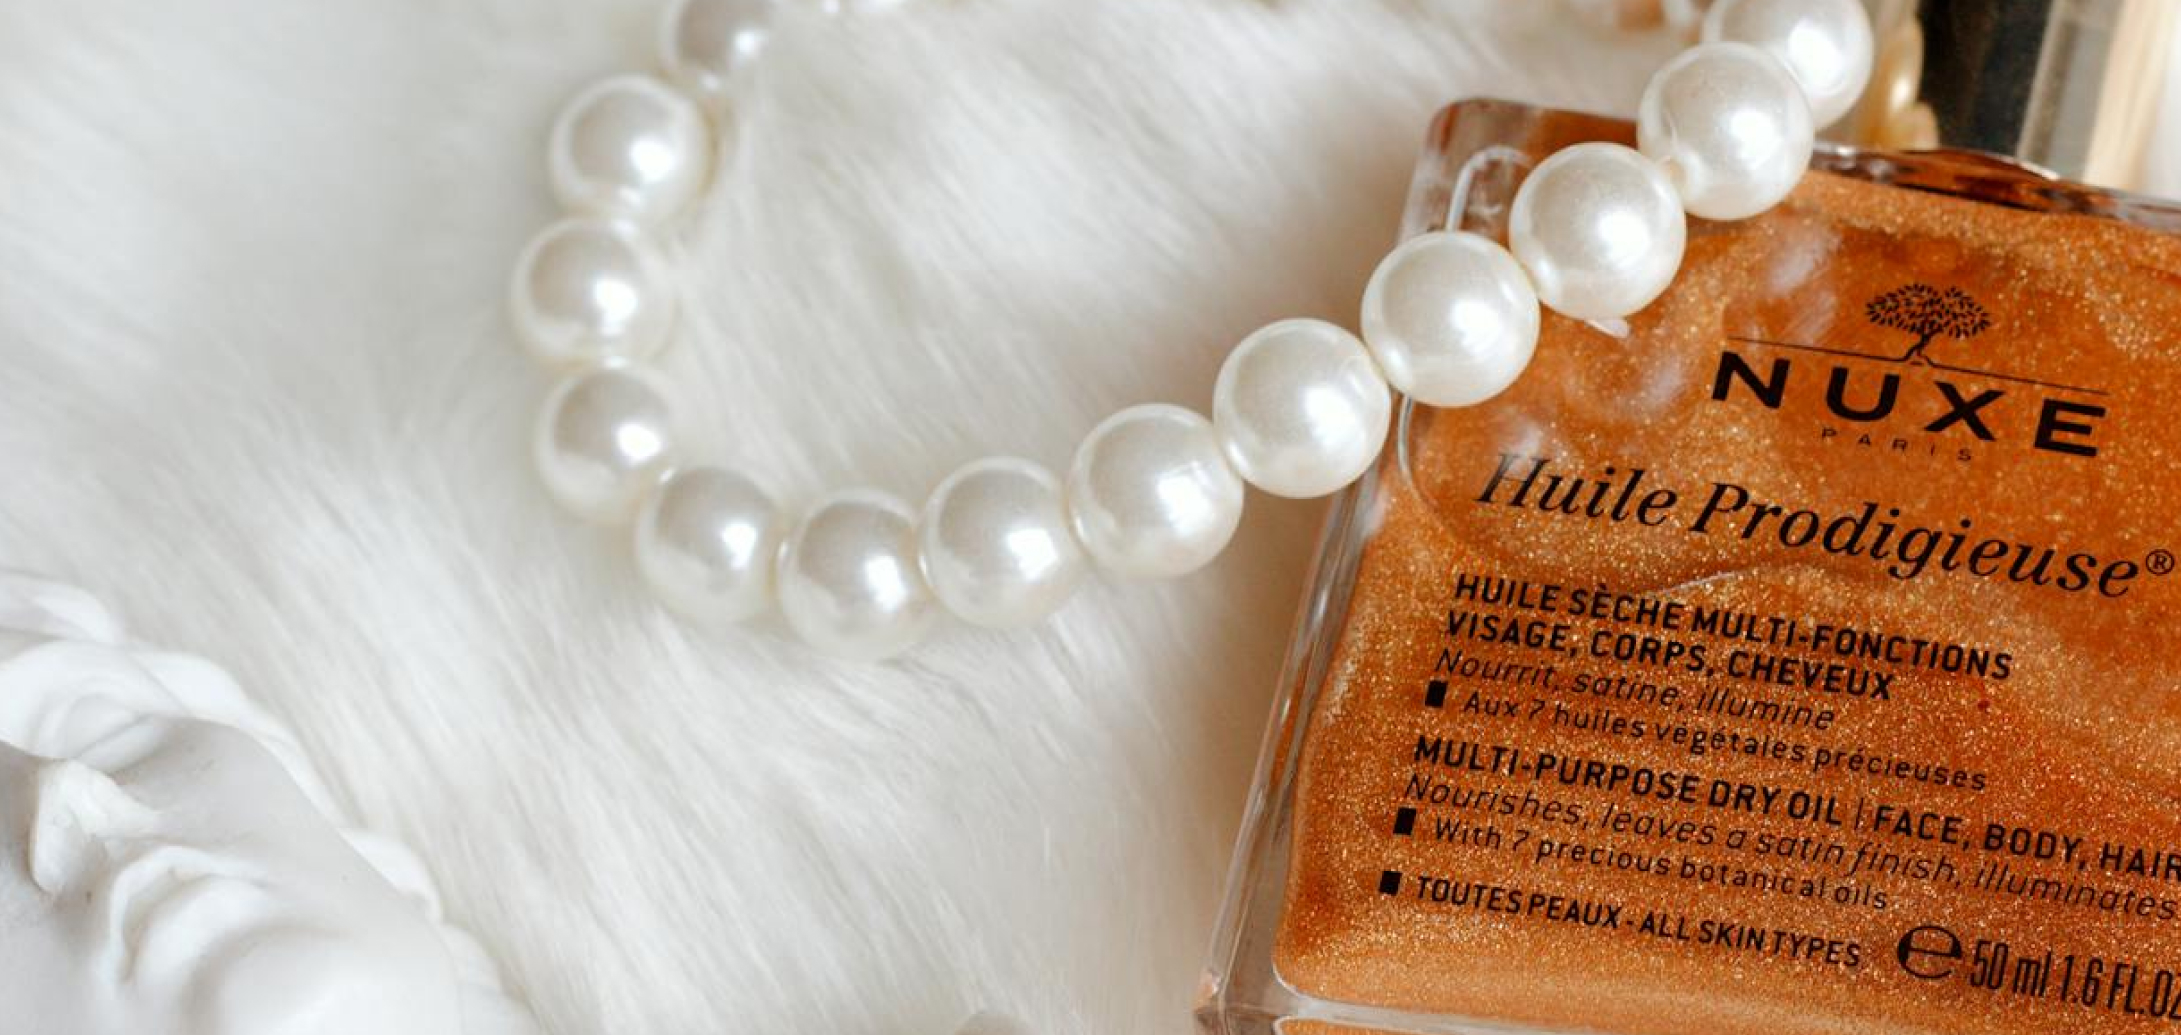 NUXE
PARIS
Huile Prodigieuse®
HUILE SÈCHE MULTI-FONCTIONS
VISAGE, CORPS, CHEVEUX
Nourrit, satine, illumine
■ Aux 7 huiles végétales précieuses
MULTI-PURPOSE DRY OIL | FACE, BODY, HAIR
Nourishes, leaves a satin finish, illuminates
■ With 7 precious botanical oils
■ TOUTES PEAUX - ALL SKIN TYPES
℮ 50 ml 1.6 FL.OZ